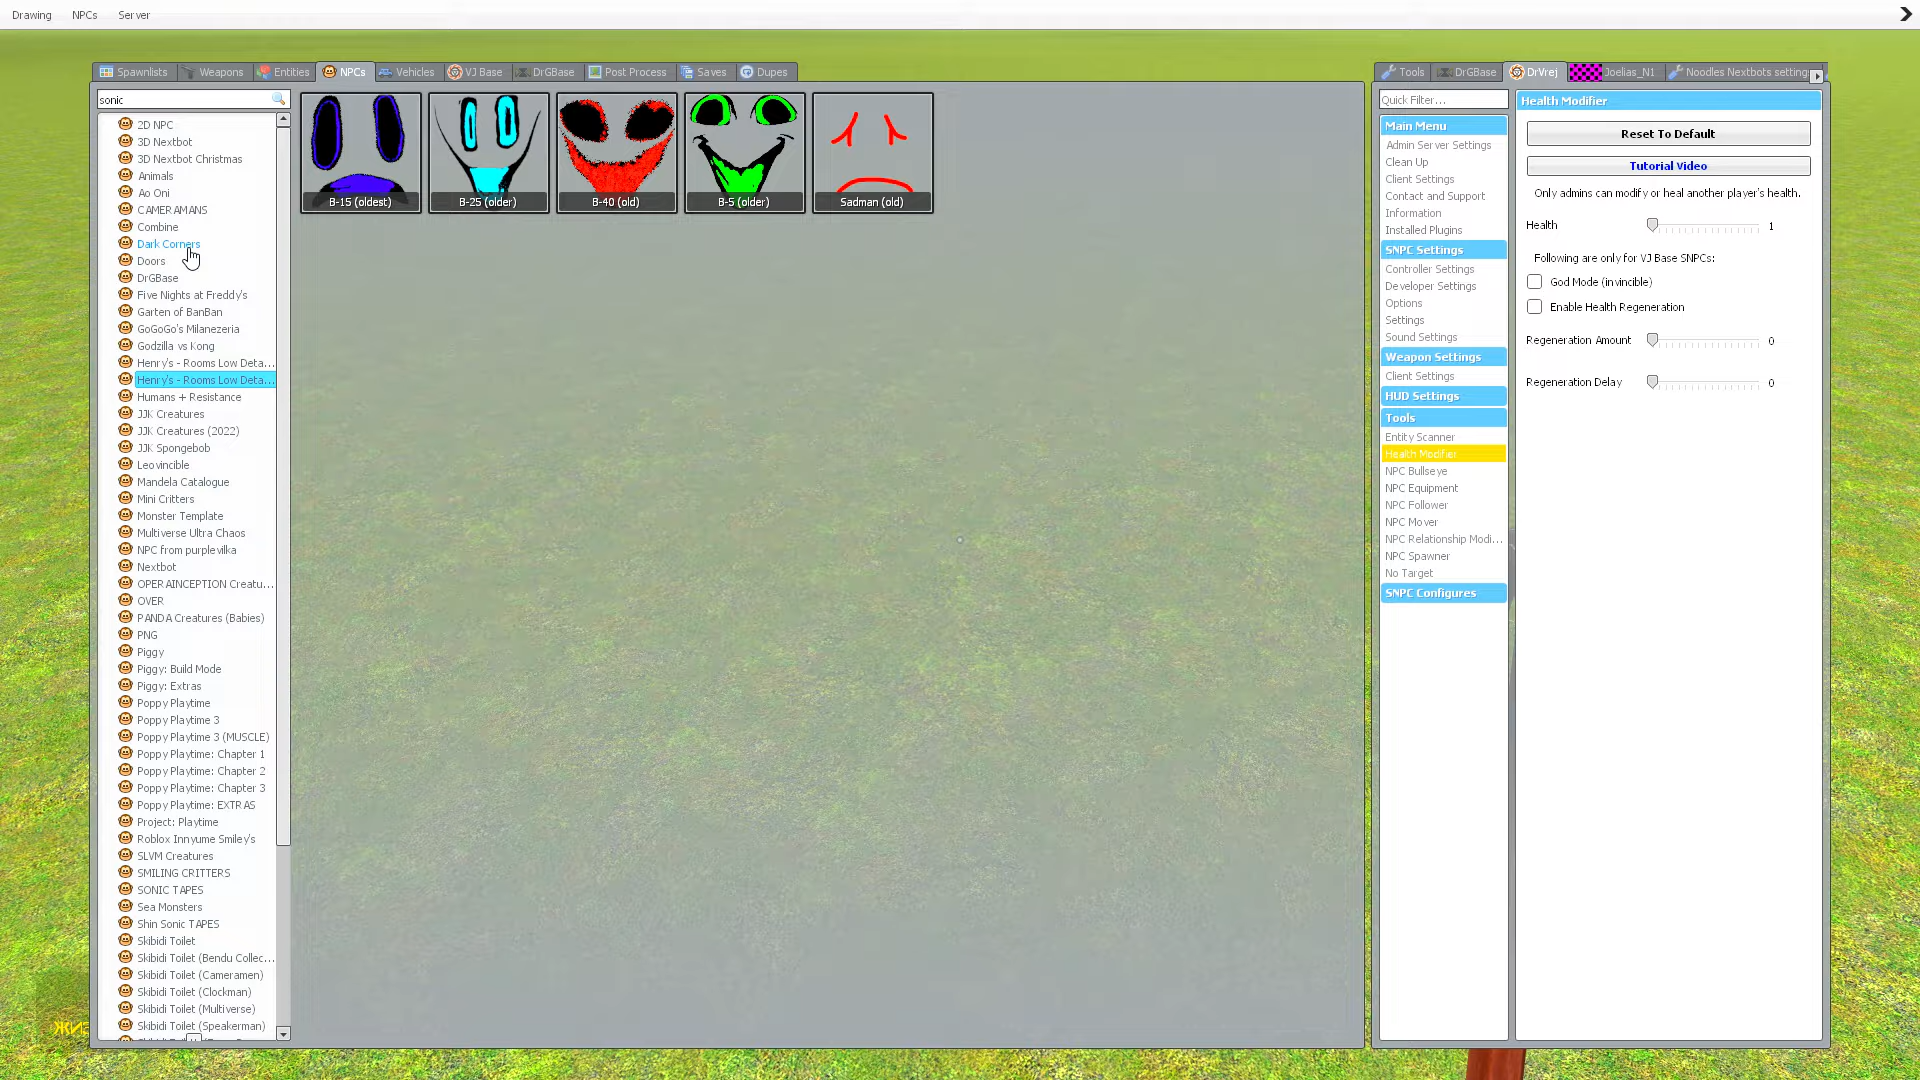 Drawing NPCs Server
Spawnlists Weapons Entities NPCs Vehicles VJ Base DrGBase Post Process Saves Dupes
sonic
2D NPC
3D Nextbot
3D Nextbot Christmas
Animals
Ao Oni
CAMERAMANS
Combine
Dark Corners
Doors
DrGBase
Five Nights at Freddy's
Garten of BanBan
GoGoGo's Milanezeria
Godzilla vs Kong
Henry's - Rooms Low Deta...
Henry's - Rooms Low Deta...
Humans + Resistance
JJK Creatures
JJK Creatures (2022)
JJK Spongebob
Leovincible
Mandela Catalogue
Mini Critters
Monster Template
Multiverse Ultra Chaos
NPC from purplevilka
Nextbot
OPERAINCEPTION Creatu...
OVER
PANDA Creatures (Babies)
PNG
Piggy
Piggy: Build Mode
Piggy: Extras
Poppy Playtime
Poppy Playtime 3
Poppy Playtime 3 (MUSCLE)
Poppy Playtime: Chapter 1
Poppy Playtime: Chapter 2
Poppy Playtime: Chapter 3
Poppy Playtime: EXTRAS
Project: Playtime
Roblox Innyume Smiley's
SLVM Creatures
SMILING CRITTERS
SONIC TAPES
Sea Monsters
Shin Sonic TAPES
Skibidi Toilet
Skibidi Toilet (Bendu Collec...
Skibidi Toilet (Cameramen)
Skibidi Toilet (Clockman)
Skibidi Toilet (Multiverse)
Skibidi Toilet (Speakerman)
B-15 (oldest) B-25 (older) B-40 (old) B-5 (older) Sadman (old)
Tools DrGBase DrVrej Joelias_N1 Noodles Nextbots setting
Quick Filter...
Main Menu
Admin Server Settings
Clean Up
Client Settings
Contact and Support
Information
Installed Plugins
SNPC Settings
Controller Settings
Developer Settings
Options
Settings
Sound Settings
Weapon Settings
Client Settings
HUD Settings
Tools
Entity Scanner
Health Modifier
NPC Bullseye
NPC Equipment
NPC Follower
NPC Mover
NPC Relationship Modi...
NPC Spawner
No Target
SNPC Configures
Health Modifier
Reset To Default
Tutorial Video
Only admins can modify or heal another player's health.
Health 1
Following are only for VJ Base SNPCs:
God Mode (invincible)
Enable Health Regeneration
Regeneration Amount 0
Regeneration Delay 0